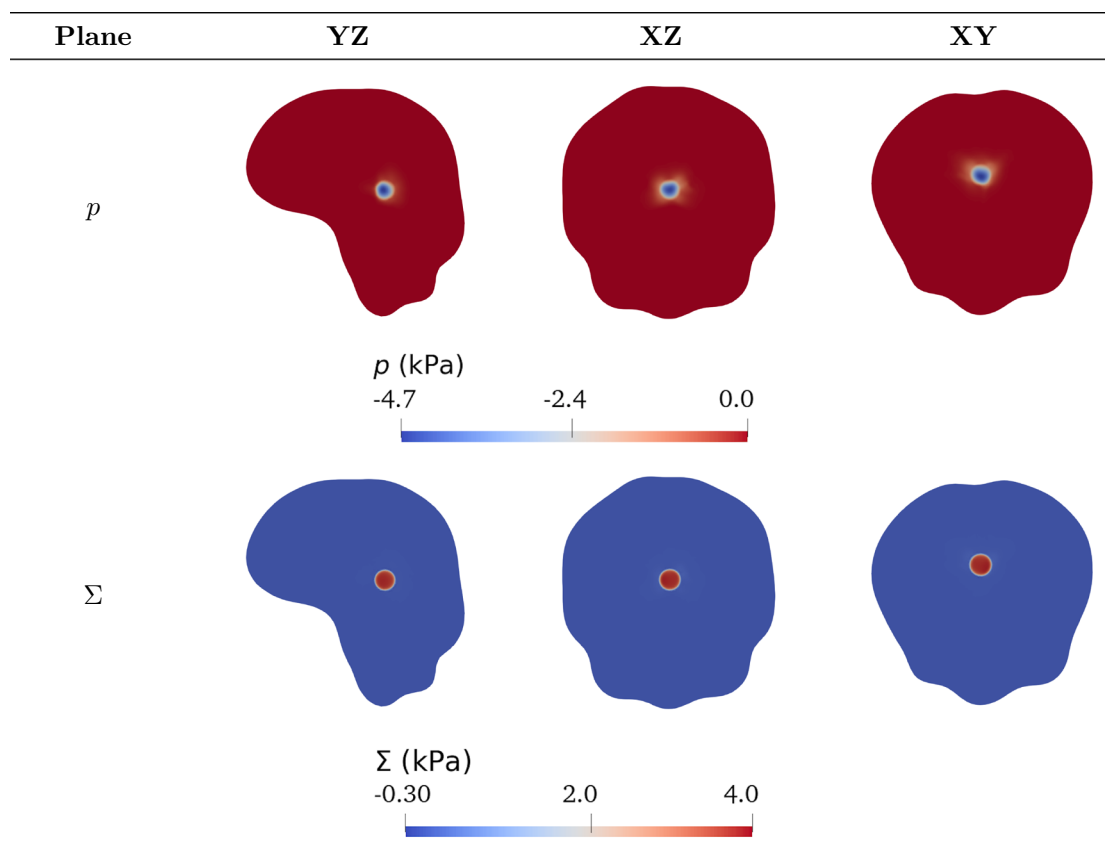 Plane YZ XZ XY
p
p (kPa)
-4.7 -2.4 0.0
Σ
Σ (kPa)
-0.30 2.0 4.0